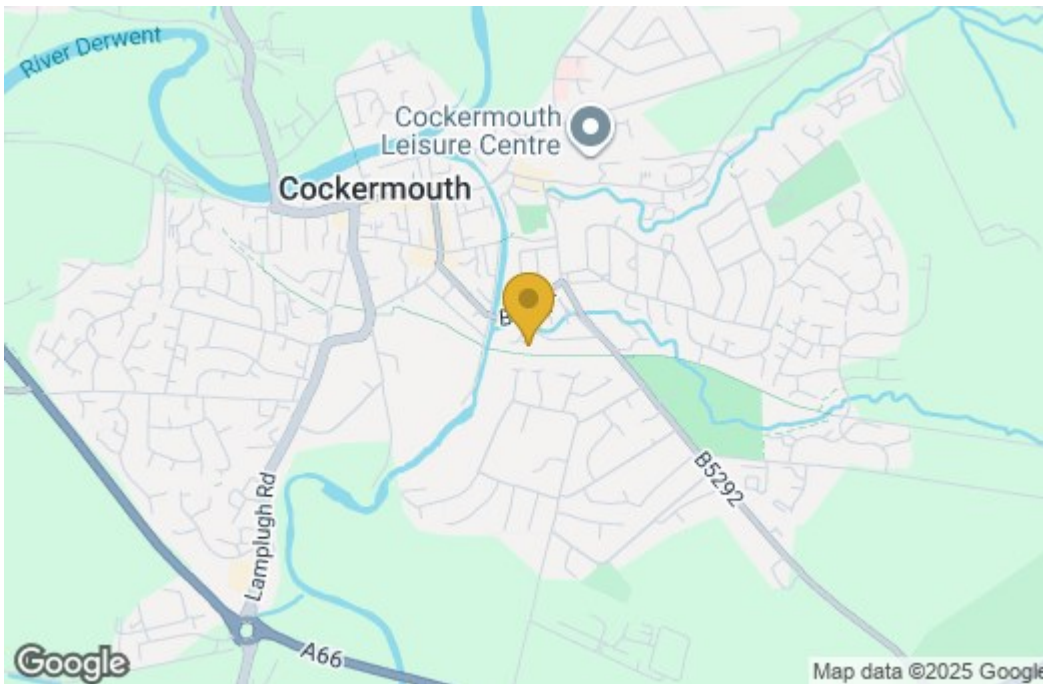 River Derwent
Cockermouth
Leisure Centre
Cockermouth
B5292
Lamplugh Rd
A66
Google
Map data ©2025 Google